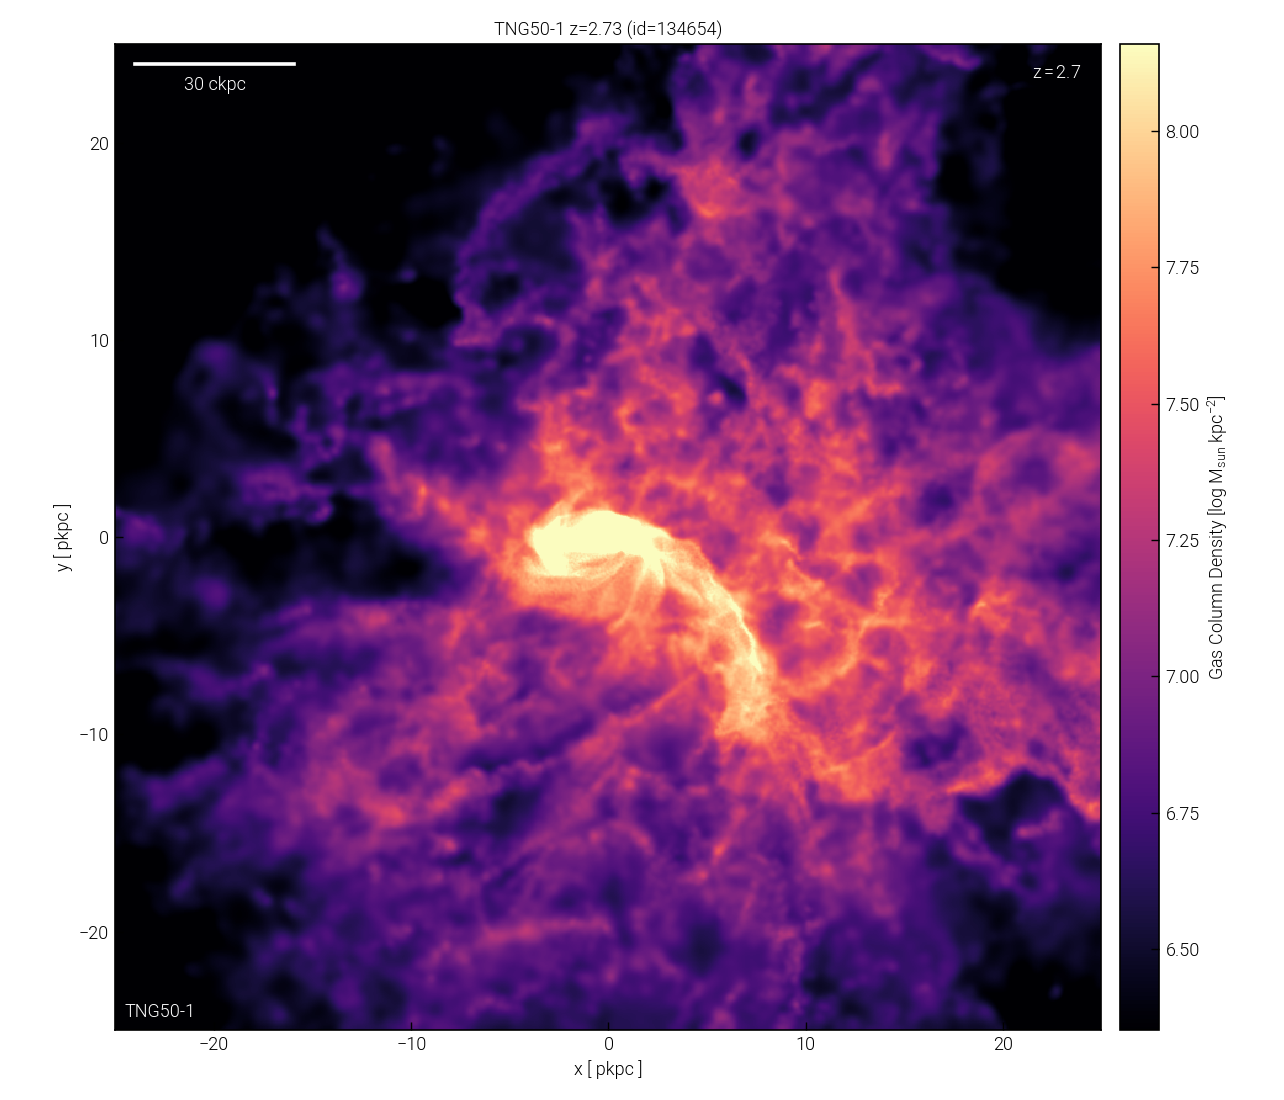 TNG50-1 z=2.73 (id=134654)
30 ckpc
z=2.7
20
10
0
−10
−20
TNG50-1
−20
−10
0
10
20
x [ pkpc ]
y [ pkpc ]
8.00
7.75
7.50
7.25
7.00
6.75
6.50
Gas Column Density [log M_sun kpc^−2]